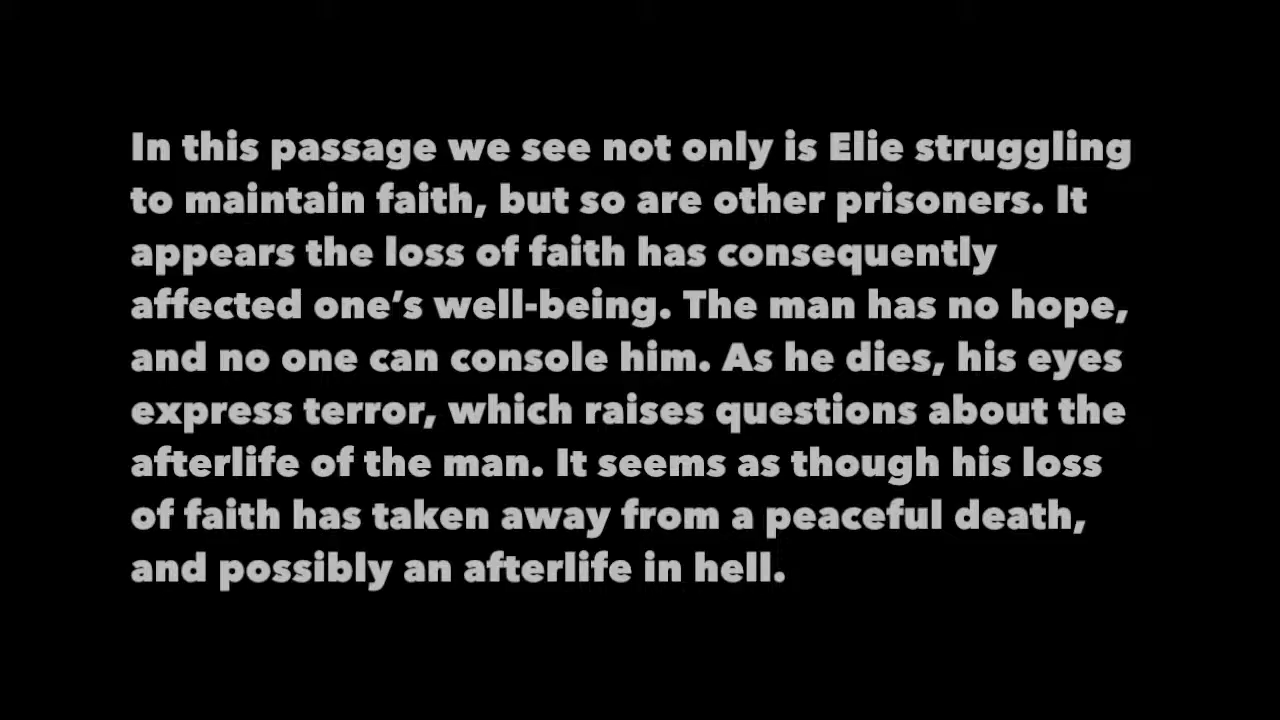 In this passage we see not only is Elie struggling
to maintain faith, but so are other prisoners. It
appears the loss of faith has consequently
affected one’s well-being. The man has no hope,
and no one can console him. As he dies, his eyes
express terror, which raises questions about the
afterlife of the man. It seems as though his loss
of faith has taken away from a peaceful death,
and possibly an afterlife in hell.